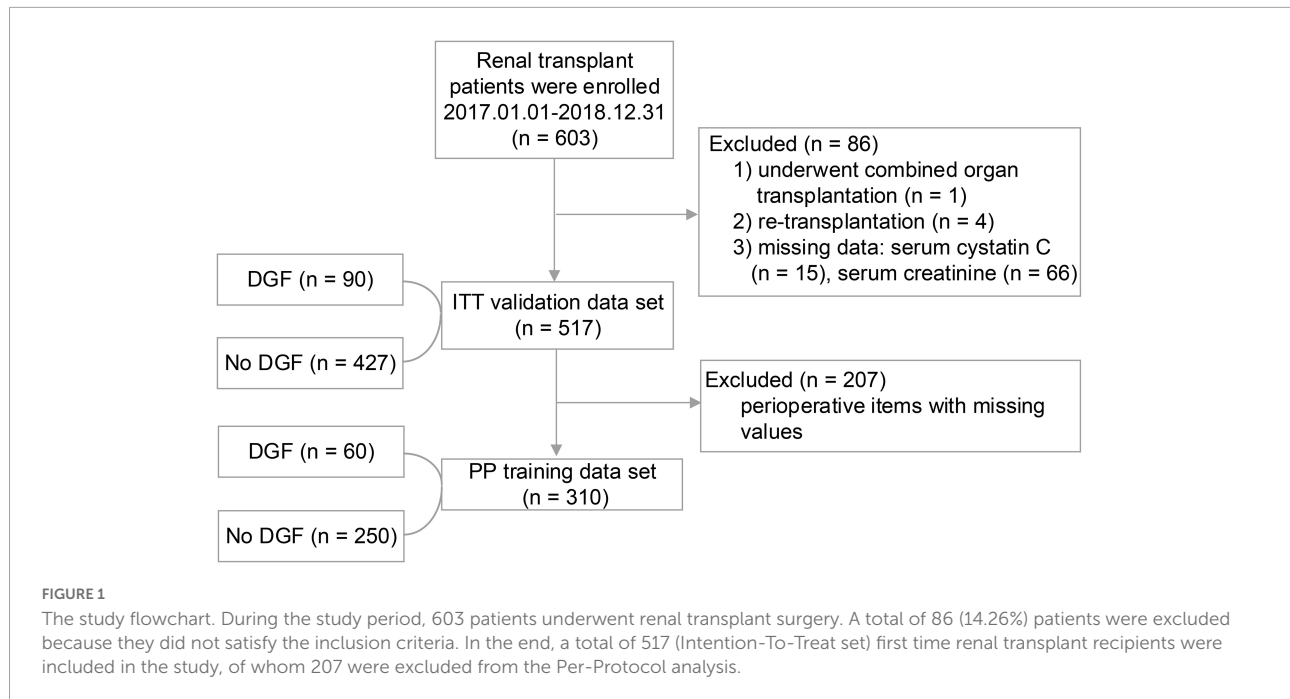 Renal transplant
patients were enrolled
2017.01.01-2018.12.31
(n = 603)
Excluded (n = 86)
1) underwent combined organ
transplantation (n = 1)
2) re-transplantation (n = 4)
3) missing data: serum cystatin C
(n = 15), serum creatinine (n = 66)
DGF (n = 90)
ITT validation data set
(n = 517)
No DGF (n = 427)
Excluded (n = 207)
perioperative items with missing
values
DGF (n = 60)
PP training data set
(n = 310)
No DGF (n = 250)
FIGURE 1
The study flowchart. During the study period, 603 patients underwent renal transplant surgery. A total of 86 (14.26%) patients were excluded
because they did not satisfy the inclusion criteria. In the end, a total of 517 (Intention-To-Treat set) first time renal transplant recipients were
included in the study, of whom 207 were excluded from the Per-Protocol analysis.